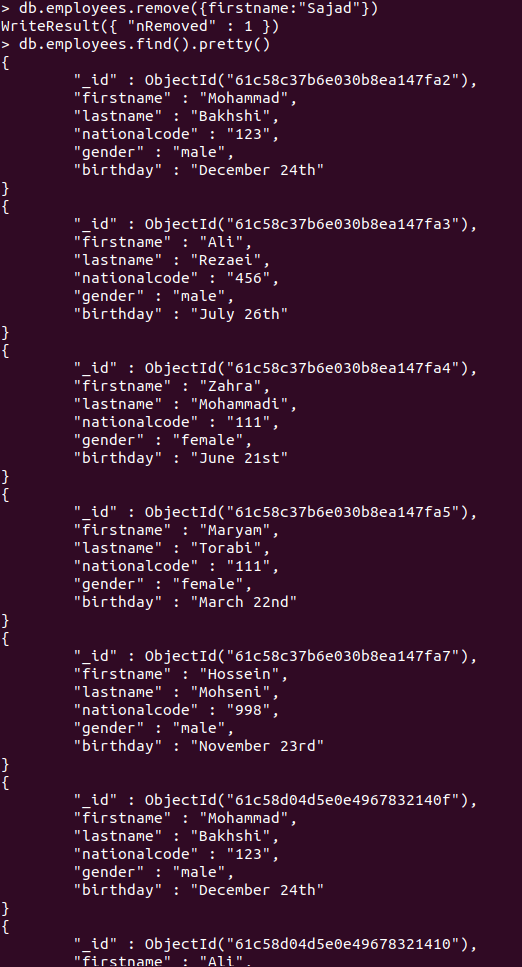 > db.employees.remove({firstname:"Sajad"})
WriteResult({ "nRemoved" : 1 })
> db.employees.find().pretty()
{
        "_id" : ObjectId("61c58c37b6e030b8ea147fa2"),
        "firstname" : "Mohammad",
        "lastname" : "Bakhshi",
        "nationalcode" : "123",
        "gender" : "male",
        "birthday" : "December 24th"
}
{
        "_id" : ObjectId("61c58c37b6e030b8ea147fa3"),
        "firstname" : "Ali",
        "lastname" : "Rezaei",
        "nationalcode" : "456",
        "gender" : "male",
        "birthday" : "July 26th"
}
{
        "_id" : ObjectId("61c58c37b6e030b8ea147fa4"),
        "firstname" : "Zahra",
        "lastname" : "Mohammadi",
        "nationalcode" : "111",
        "gender" : "female",
        "birthday" : "June 21st"
}
{
        "_id" : ObjectId("61c58c37b6e030b8ea147fa5"),
        "firstname" : "Maryam",
        "lastname" : "Torabi",
        "nationalcode" : "111",
        "gender" : "female",
        "birthday" : "March 22nd"
}
{
        "_id" : ObjectId("61c58c37b6e030b8ea147fa7"),
        "firstname" : "Hossein",
        "lastname" : "Mohseni",
        "nationalcode" : "998",
        "gender" : "male",
        "birthday" : "November 23rd"
}
{
        "_id" : ObjectId("61c58d04d5e0e4967832140f"),
        "firstname" : "Mohammad",
        "lastname" : "Bakhshi",
        "nationalcode" : "123",
        "gender" : "male",
        "birthday" : "December 24th"
}
{
        "_id" : ObjectId("61c58d04d5e0e49678321410"),
        "firstname" : "Ali",